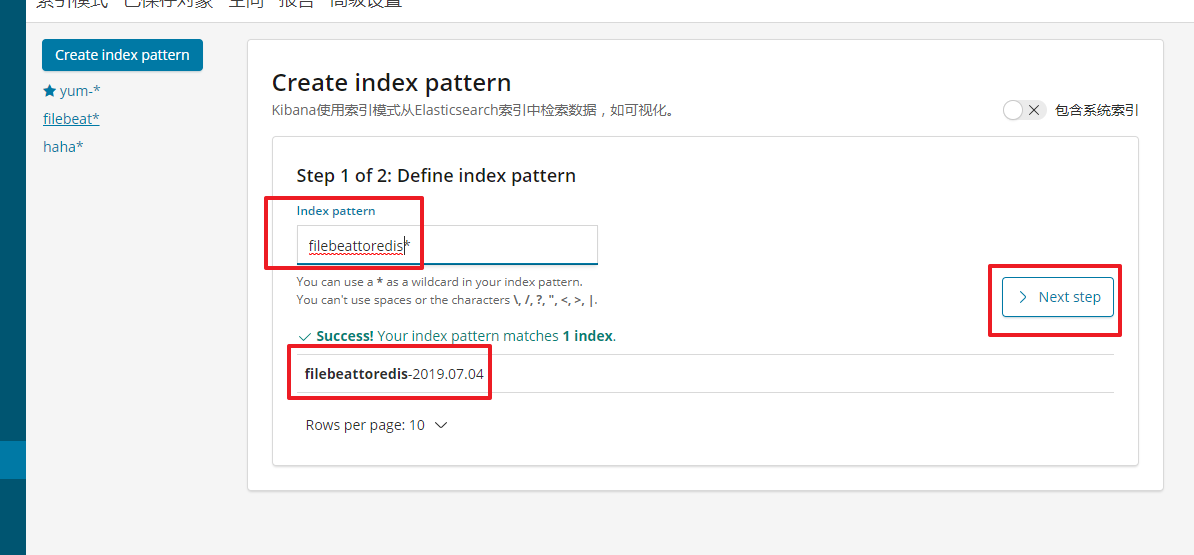 索引模式 已保存对象 空间 报告 高级设置
Create index pattern
yum-*
filebeat*
haha*
Create index pattern
Kibana使用索引模式从Elasticsearch索引中检索数据，如可视化。
包含系统索引
Step 1 of 2: Define index pattern
Index pattern
filebeattoredis*
You can use a * as a wildcard in your index pattern.
You can't use spaces or the characters \, /, ?, ", <, >, |.
Next step
Success! Your index pattern matches 1 index.
filebeattoredis-2019.07.04
Rows per page: 10